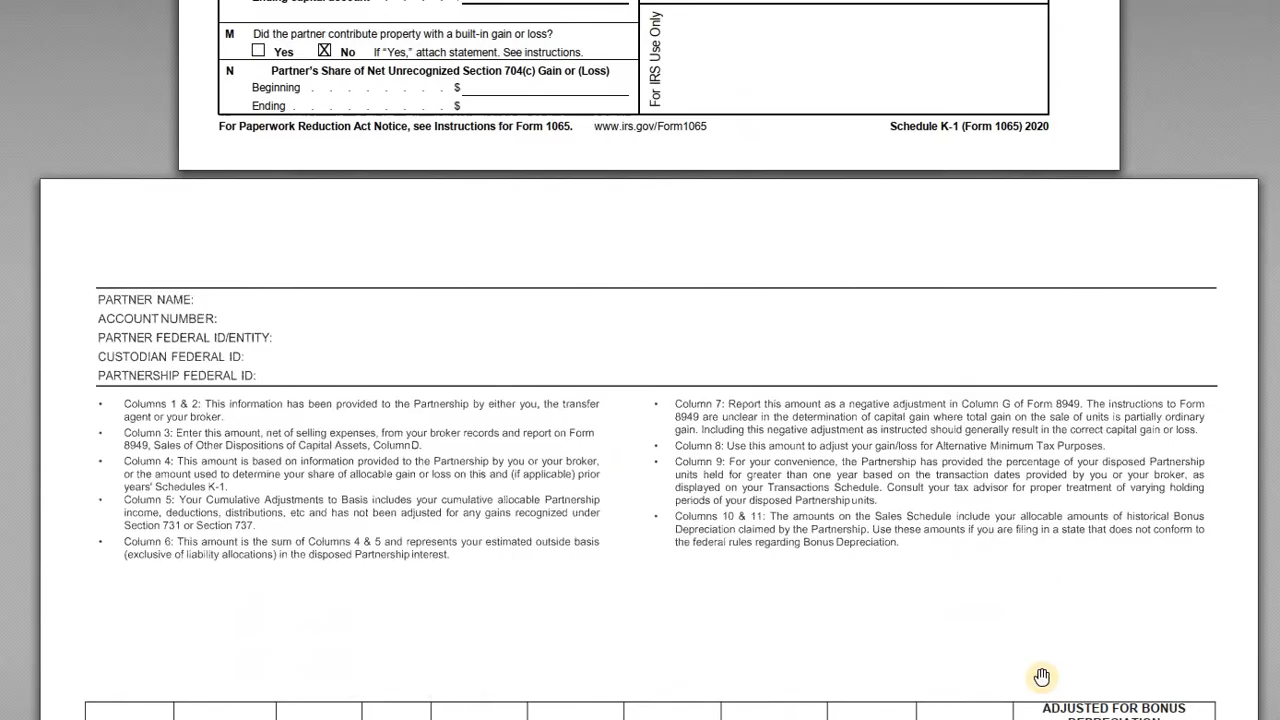 Ending capital account
M Did the partner contribute property with a built-in gain or loss?
Yes X No If “Yes,” attach statement. See instructions.
N Partner’s Share of Net Unrecognized Section 704(c) Gain or (Loss)
Beginning . . . . . . . . $
Ending . . . . . . . . . $
For IRS Use Only
For Paperwork Reduction Act Notice, see Instructions for Form 1065. www.irs.gov/Form1065 Schedule K-1 (Form 1065) 2020
PARTNER NAME:
ACCOUNT NUMBER:
PARTNER FEDERAL ID/ENTITY:
CUSTODIAN FEDERAL ID:
PARTNERSHIP FEDERAL ID:
• Columns 1 & 2: This information has been provided to the Partnership by either you, the transfer
agent or your broker.
• Column 3: Enter this amount, net of selling expenses, from your broker records and report on Form
8949, Sales of Other Dispositions of Capital Assets, Column D.
• Column 4: This amount is based on information provided to the Partnership by you or your broker,
or the amount used to determine your share of allocable gain or loss on this and (if applicable) prior
years' Schedules K-1.
• Column 5: Your Cumulative Adjustments to Basis includes your cumulative allocable Partnership
income, deductions, distributions, etc and has not been adjusted for any gains recognized under
Section 731 or Section 737.
• Column 6: This amount is the sum of Columns 4 & 5 and represents your estimated outside basis
(exclusive of liability allocations) in the disposed Partnership interest.
• Column 7: Report this amount as a negative adjustment in Column G of Form 8949. The instructions to Form
8949 are unclear in the determination of capital gain where total gain on the sale of units is partially ordinary
gain. Including this negative adjustment as instructed should generally result in the correct capital gain or loss.
• Column 8: Use this amount to adjust your gain/loss for Alternative Minimum Tax Purposes.
• Column 9: For your convenience, the Partnership has provided the percentage of your disposed Partnership
units held for greater than one year based on the transaction dates provided by you or your broker, as
displayed on your Transactions Schedule. Consult your tax advisor for proper treatment of varying holding
periods of your disposed Partnership units.
• Columns 10 & 11: The amounts on the Sales Schedule include your allocable amounts of historical Bonus
Depreciation claimed by the Partnership. Use these amounts if you are filing in a state that does not conform to
the federal rules regarding Bonus Depreciation.
ADJUSTED FOR BONUS
DEPRECIATION